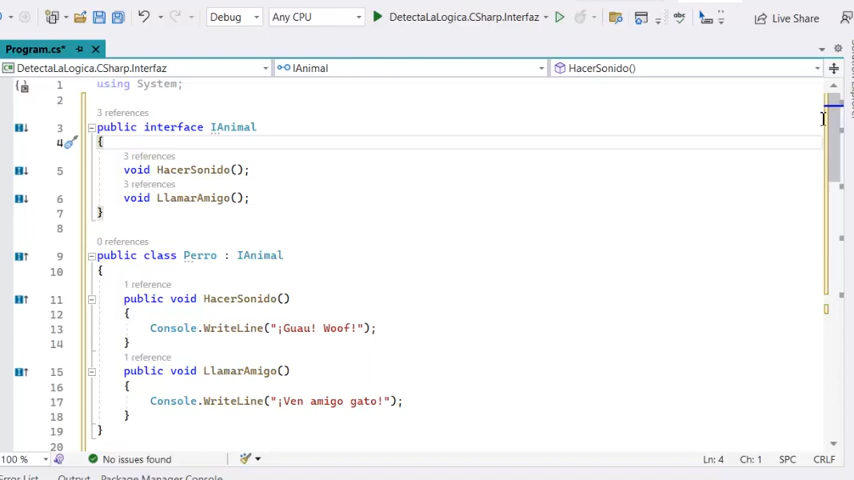 Debug Any CPU DetectaLaLogica.CSharp.Interfaz Live Share
Program.cs*
DetectaLaLogica.CSharp.Interfaz IAnimal HacerSonido()
1 using System;
2
3 references
3 public interface IAnimal
4 {
3 references
5 void HacerSonido();
3 references
6 void LlamarAmigo();
7 }
8
0 references
9 public class Perro : IAnimal
10 {
1 reference
11 public void HacerSonido()
12 {
13 Console.WriteLine("¡Guau! Woof!");
14 }
1 reference
15 public void LlamarAmigo()
16 {
17 Console.WriteLine("¡Ven amigo gato!");
18 }
19 }
20
100 % No issues found Ln: 4 Ch: 1 SPC CRLF
Error List Output Package Manager Console